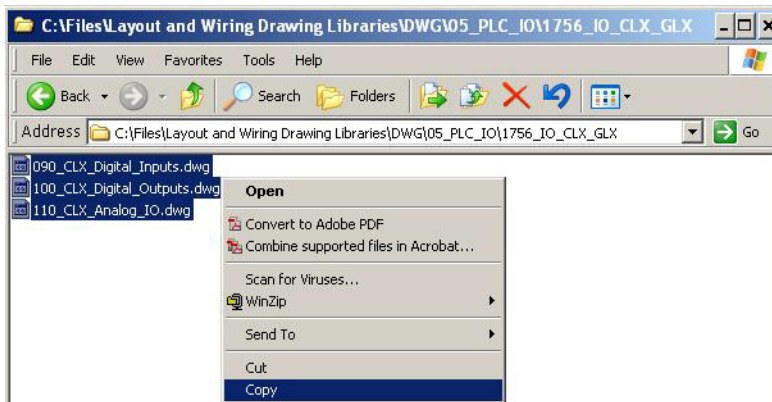 C:\Files\Layout and Wiring Drawing Libraries\DWG\05_PLC_IO\1756_IO_CLX_GLX
File Edit View Favorites Tools Help
Back Search Folders
Address C:\Files\Layout and Wiring Drawing Libraries\DWG\05_PLC_IO\1756_IO_CLX_GLX Go
090_CLX_Digital_Inputs.dwg
100_CLX_Digital_Outputs.dwg
110_CLX_Analog_IO.dwg
Open
Convert to Adobe PDF
Combine supported files in Acrobat...
Scan for Viruses...
WinZip
Send To
Cut
Copy